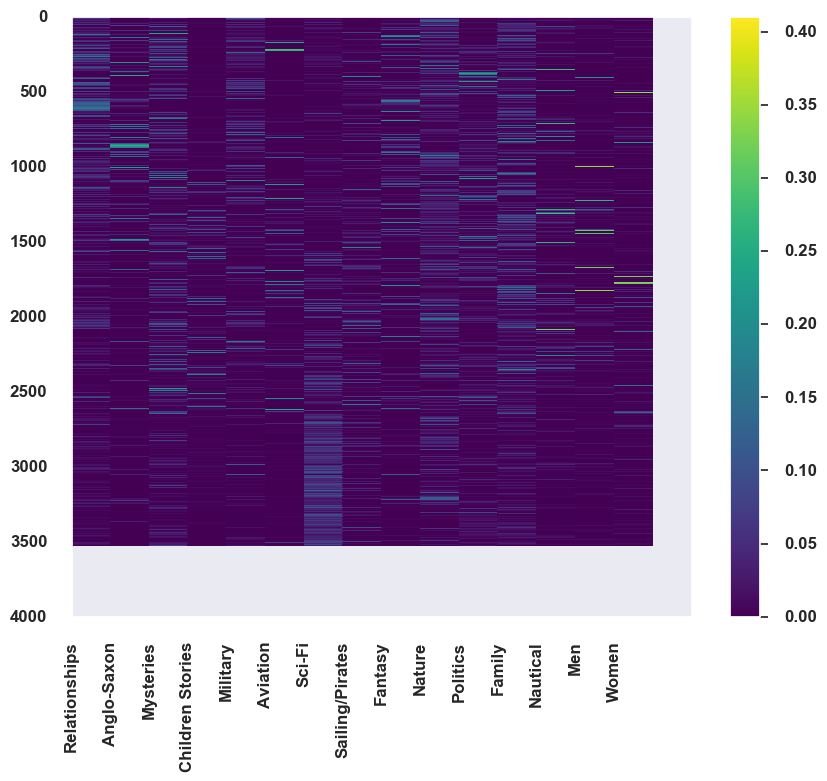 0
500
1000
1500
2000
2500
3000
3500
4000
Relationships
Anglo-Saxon
Mysteries
Children Stories
Military
Aviation
Sci-Fi
Sailing/Pirates
Fantasy
Nature
Politics
Family
Nautical
Men
Women
0.40
0.35
0.30
0.25
0.20
0.15
0.10
0.05
0.00